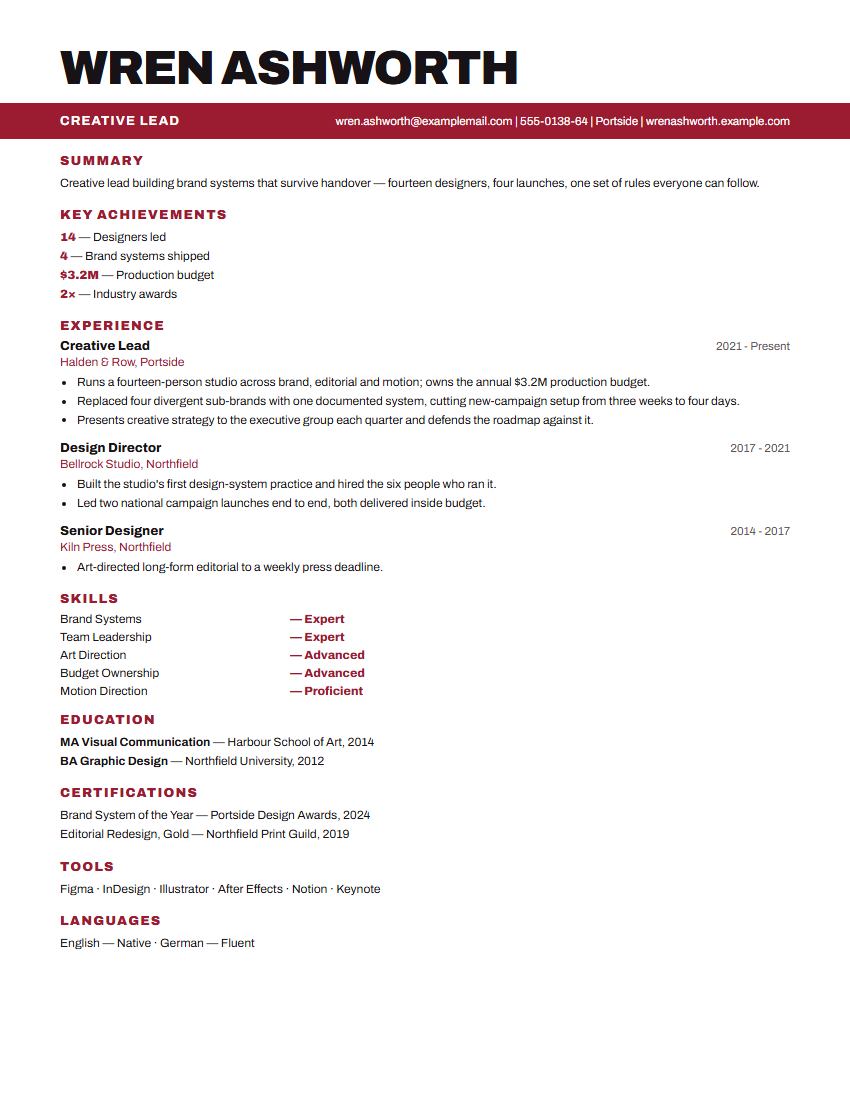 WREN ASHWORTH
CREATIVE LEAD wren.ashworth@examplemail.com | 555-0138-64 | Portside | wrenashworth.example.com
SUMMARY
Creative lead building brand systems that survive handover — fourteen designers, four launches, one set of rules everyone can follow.
KEY ACHIEVEMENTS
14 — Designers led
4 — Brand systems shipped
$3.2M — Production budget
2× — Industry awards
EXPERIENCE
Creative Lead 2021 - Present
Halden & Row, Portside
• Runs a fourteen-person studio across brand, editorial and motion; owns the annual $3.2M production budget.
• Replaced four divergent sub-brands with one documented system, cutting new-campaign setup from three weeks to four days.
• Presents creative strategy to the executive group each quarter and defends the roadmap against it.
Design Director 2017 - 2021
Bellrock Studio, Northfield
• Built the studio's first design-system practice and hired the six people who ran it.
• Led two national campaign launches end to end, both delivered inside budget.
Senior Designer 2014 - 2017
Kiln Press, Northfield
• Art-directed long-form editorial to a weekly press deadline.
SKILLS
Brand Systems — Expert
Team Leadership — Expert
Art Direction — Advanced
Budget Ownership — Advanced
Motion Direction — Proficient
EDUCATION
MA Visual Communication — Harbour School of Art, 2014
BA Graphic Design — Northfield University, 2012
CERTIFICATIONS
Brand System of the Year — Portside Design Awards, 2024
Editorial Redesign, Gold — Northfield Print Guild, 2019
TOOLS
Figma · InDesign · Illustrator · After Effects · Notion · Keynote
LANGUAGES
English — Native · German — Fluent